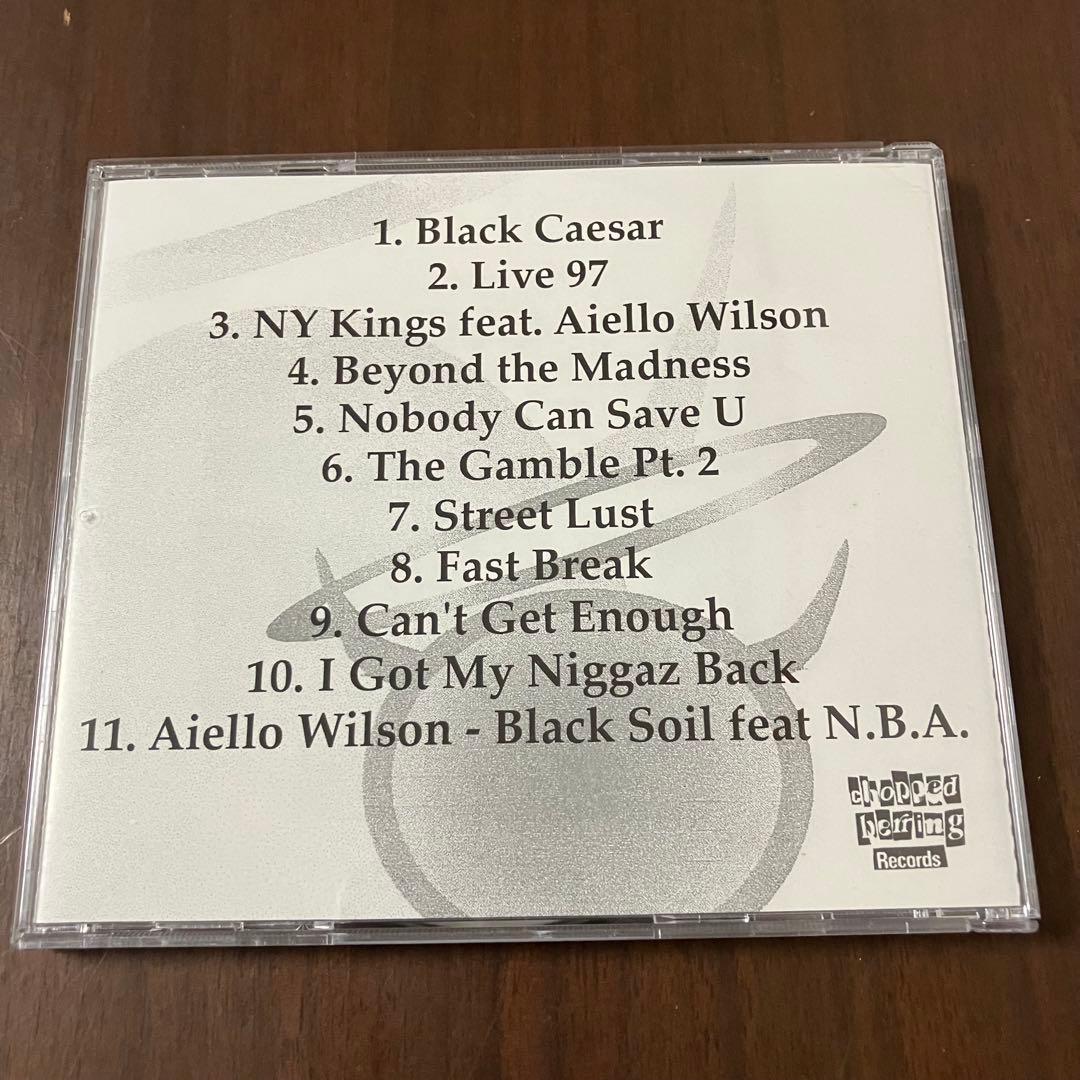 1. Black Caesar
2. Live 97
3. NY Kings feat. Aiello Wilson
4. Beyond the Madness
5. Nobody Can Save U
6. The Gamble Pt. 2
7. Street Lust
8. Fast Break
9. Can't Get Enough
10. I Got My Niggaz Back
11. Aiello Wilson - Black Soil feat N.B.A.
chopped
herring
Records